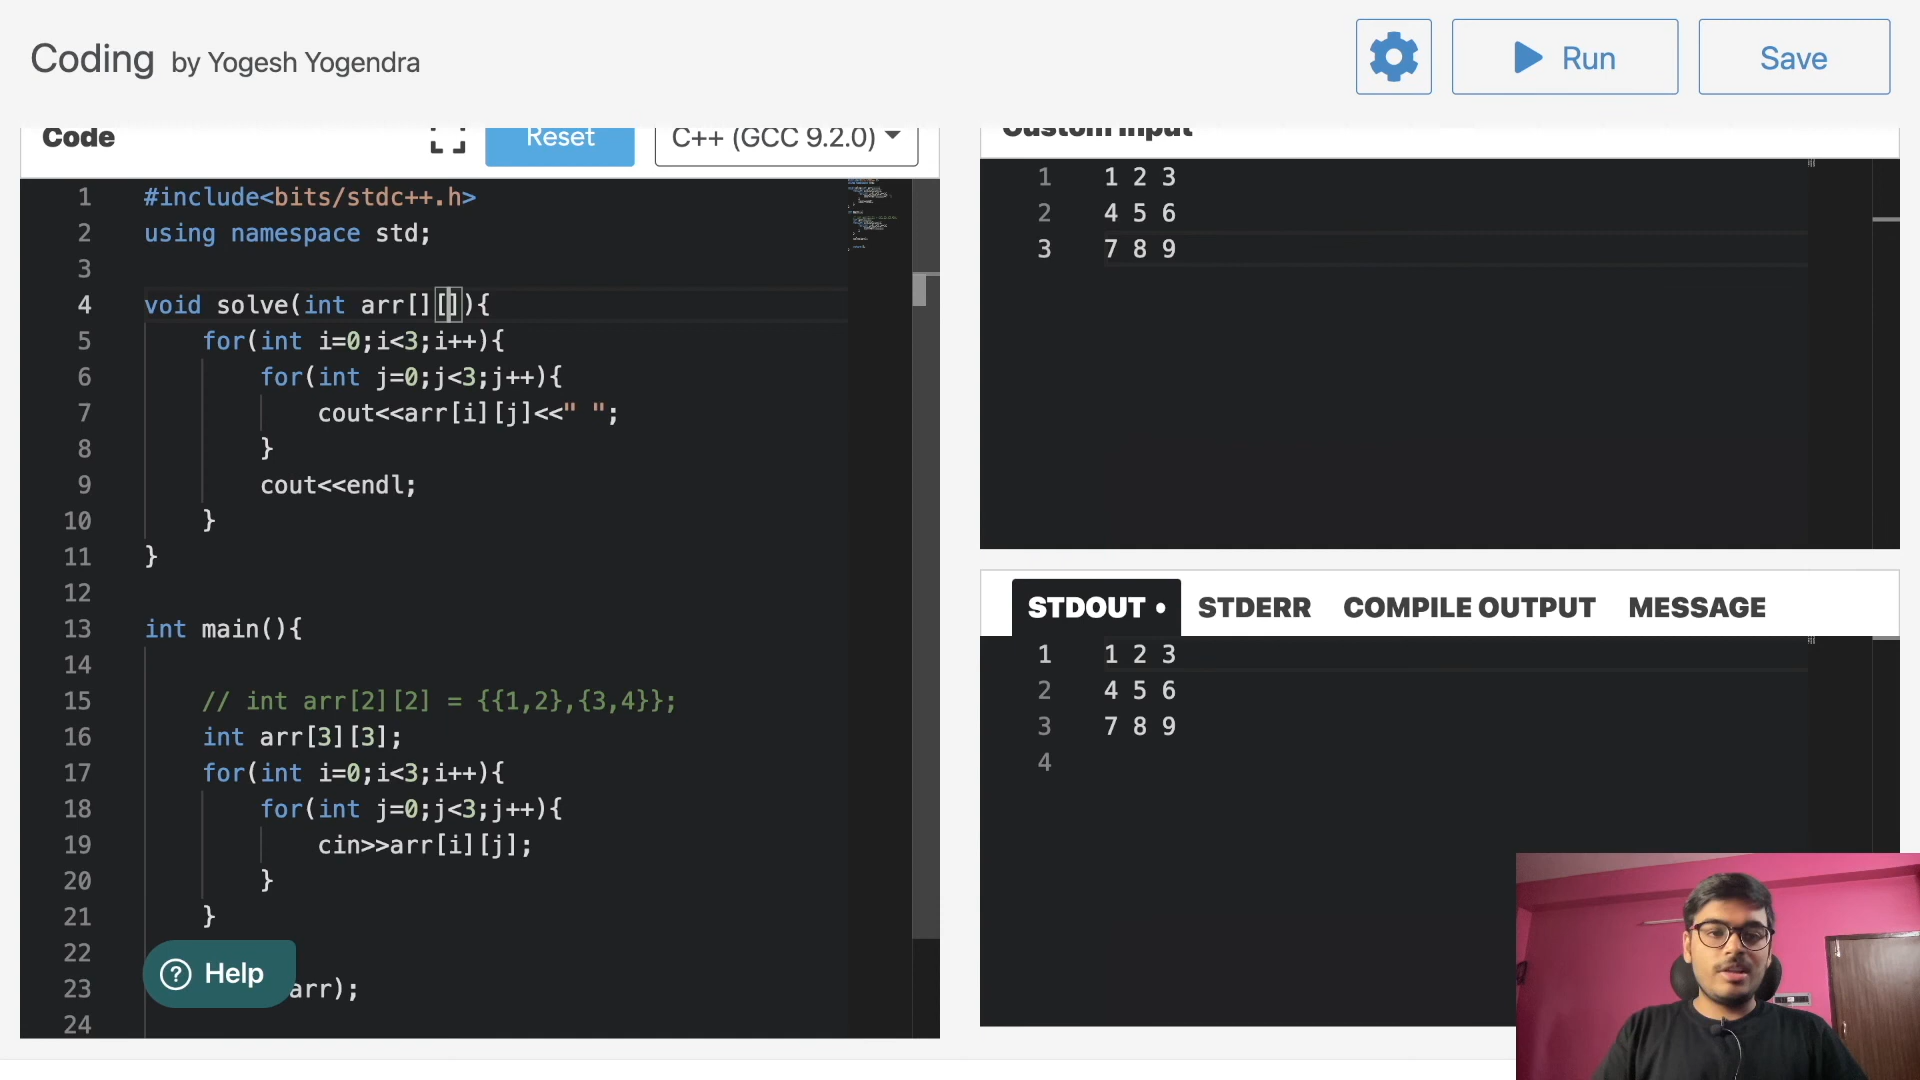 Coding by Yogesh Yogendra
Run
Save
Code
Reset
C++ (GCC 9.2.0)
1 #include<bits/stdc++.h>
2 using namespace std;
3
4 void solve(int arr[][]){
5 for(int i=0;i<3;i++){
6 for(int j=0;j<3;j++){
7 cout<<arr[i][j]<<" ";
8 }
9 cout<<endl;
10 }
11 }
12
13 int main(){
14
15 // int arr[2][2] = {{1,2},{3,4}};
16 int arr[3][3];
17 for(int i=0;i<3;i++){
18 for(int j=0;j<3;j++){
19 cin>>arr[i][j];
20 }
21 }
22
23 arr);
24
Help
Custom Input
1 1 2 3
2 4 5 6
3 7 8 9
STDOUT • STDERR COMPILE OUTPUT MESSAGE
1 1 2 3
2 4 5 6
3 7 8 9
4